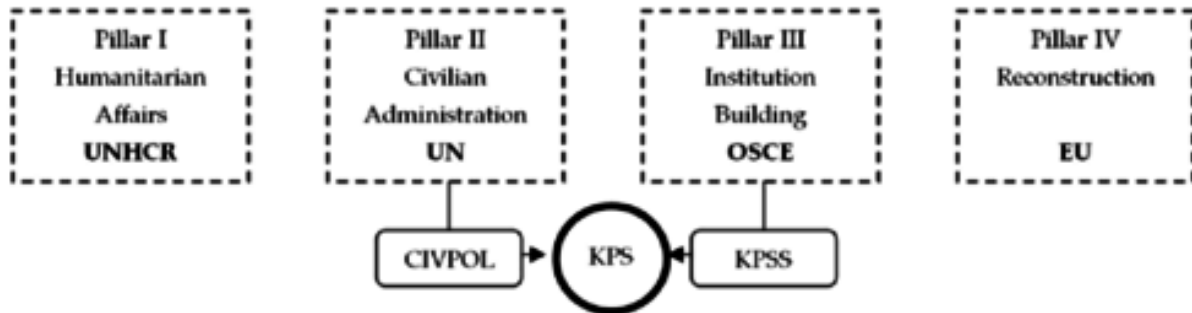 Pillar I
Humanitarian
Affairs
UNHCR
Pillar II
Civilian
Administration
UN
Pillar III
Institution
Building
OSCE
Pillar IV
Reconstruction
EU
CIVPOL
KPS
KPSS